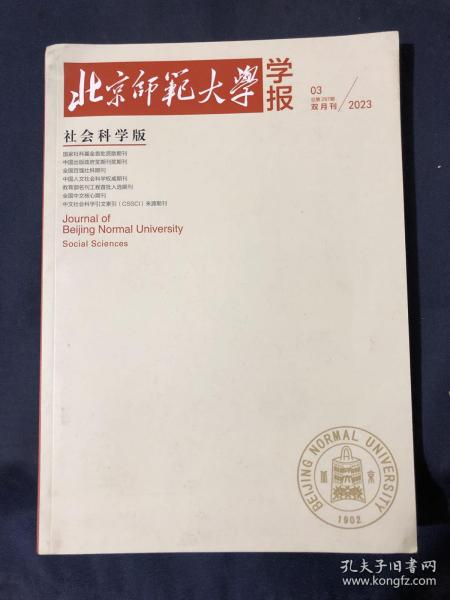 北京师範大學
学报
03
总第297期
双月刊
2023
社会科学版
国家社科基金首批资助期刊
中国出版政府奖期刊奖期刊
全国百强社科期刊
中国人文社会科学权威期刊
教育部名刊工程首批入选期刊
全国中文核心期刊
中文社会科学引文索引（CSSCI）来源期刊
Journal of
Beijing Normal University
Social Sciences
BEIJING NORMAL UNIVERSITY
1902
孔夫子旧书网
www.kongfz.com